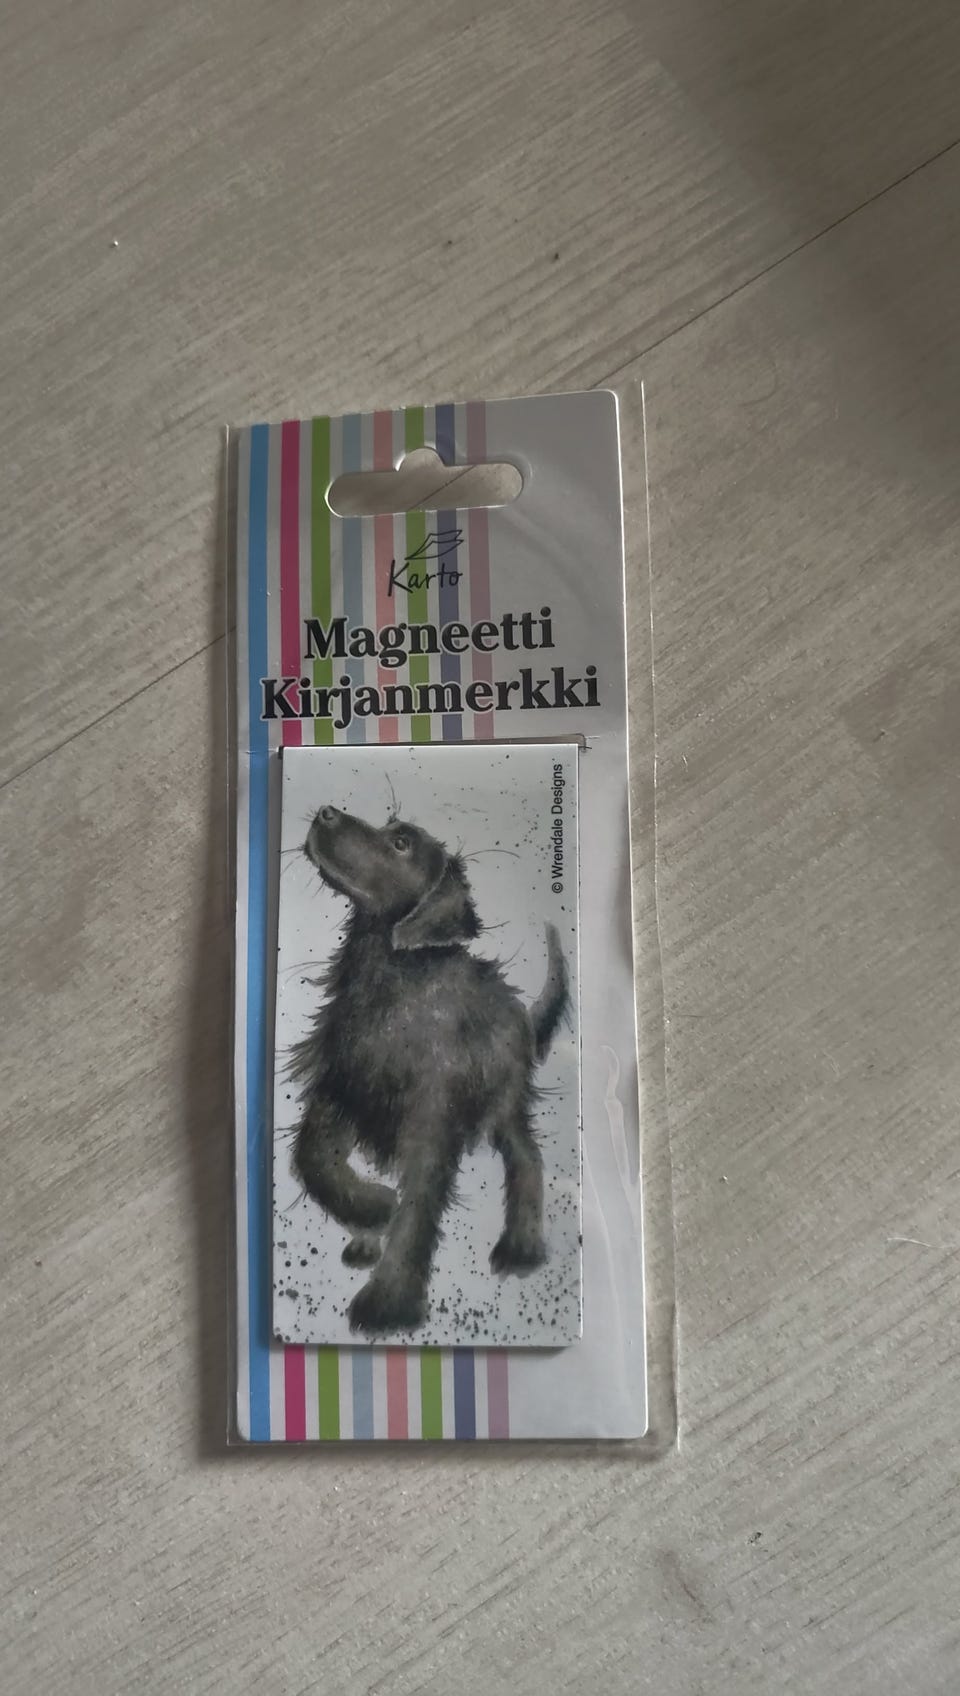 Karto
Magneetti
Kirjanmerkki
© Wrendale Designs